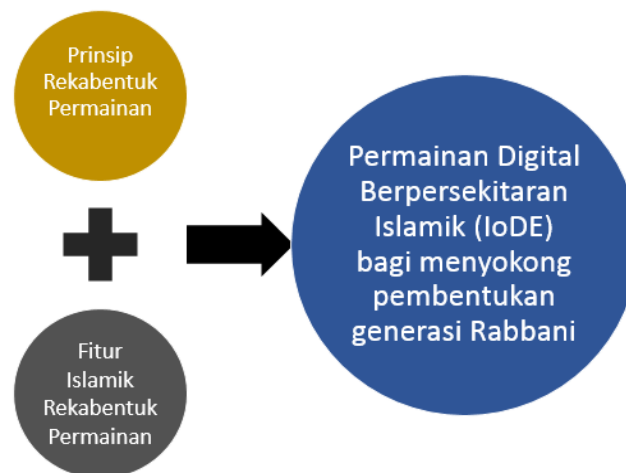 Prinsip
Rekabentuk
Permainan
Fitur
Islamik
Rekabentuk
Permainan
Permainan Digital
Berpersekitaran
Islamik (IoDE)
bagi menyokong
pembentukan
generasi Rabbani